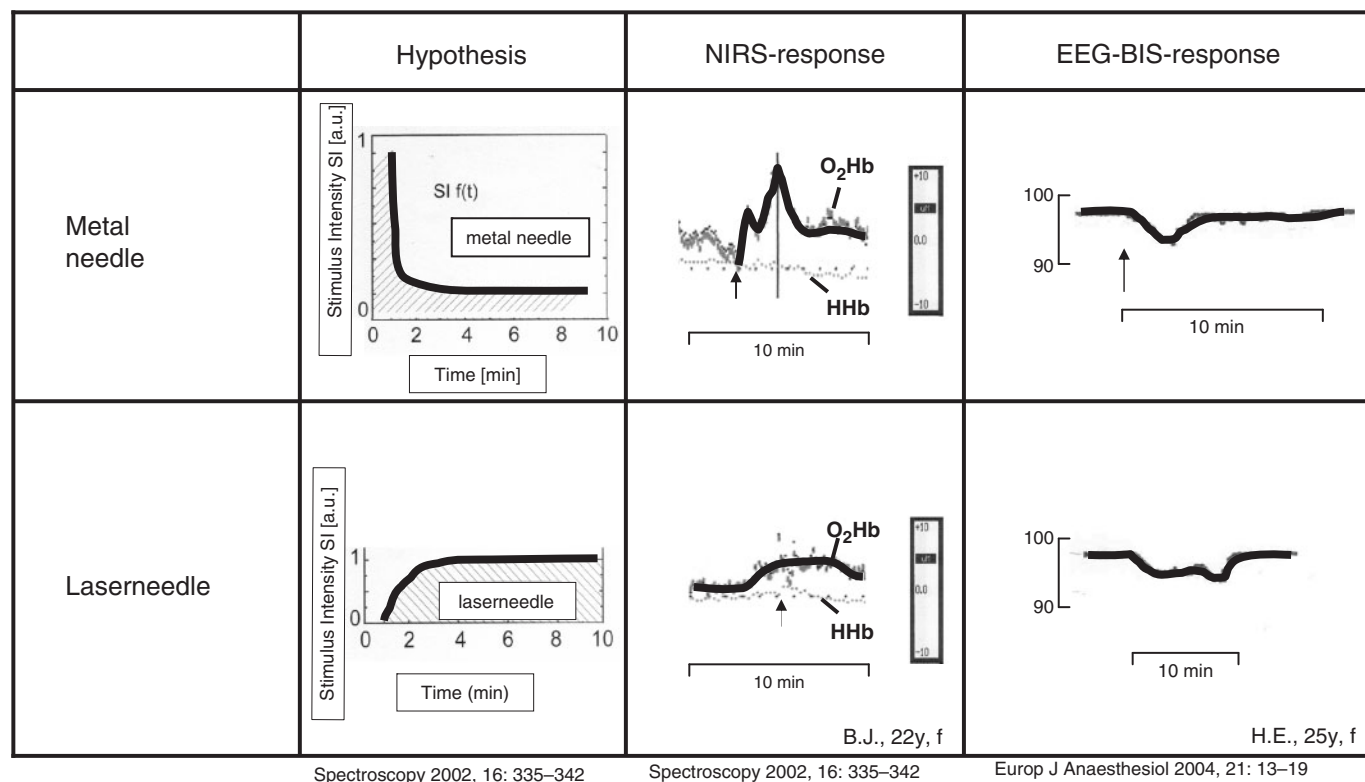 Hypothesis
NIRS-response
EEG-BIS-response
Metal
needle
Stimulus Intensity SI [a.u.]
1
0
SI f(t)
metal needle
0 2 4 6 8 10
Time [min]
O₂Hb
HHb
+10
0.0
-10
10 min
100
90
10 min
Laserneedle
Stimulus Intensity SI [a.u.]
1
0
laserneedle
0 2 4 6 8 10
Time (min)
O₂Hb
HHb
+10
0.0
-10
10 min
B.J., 22y, f
100
90
10 min
H.E., 25y, f
Spectroscopy 2002, 16: 335–342
Spectroscopy 2002, 16: 335–342
Europ J Anaesthesiol 2004, 21: 13–19